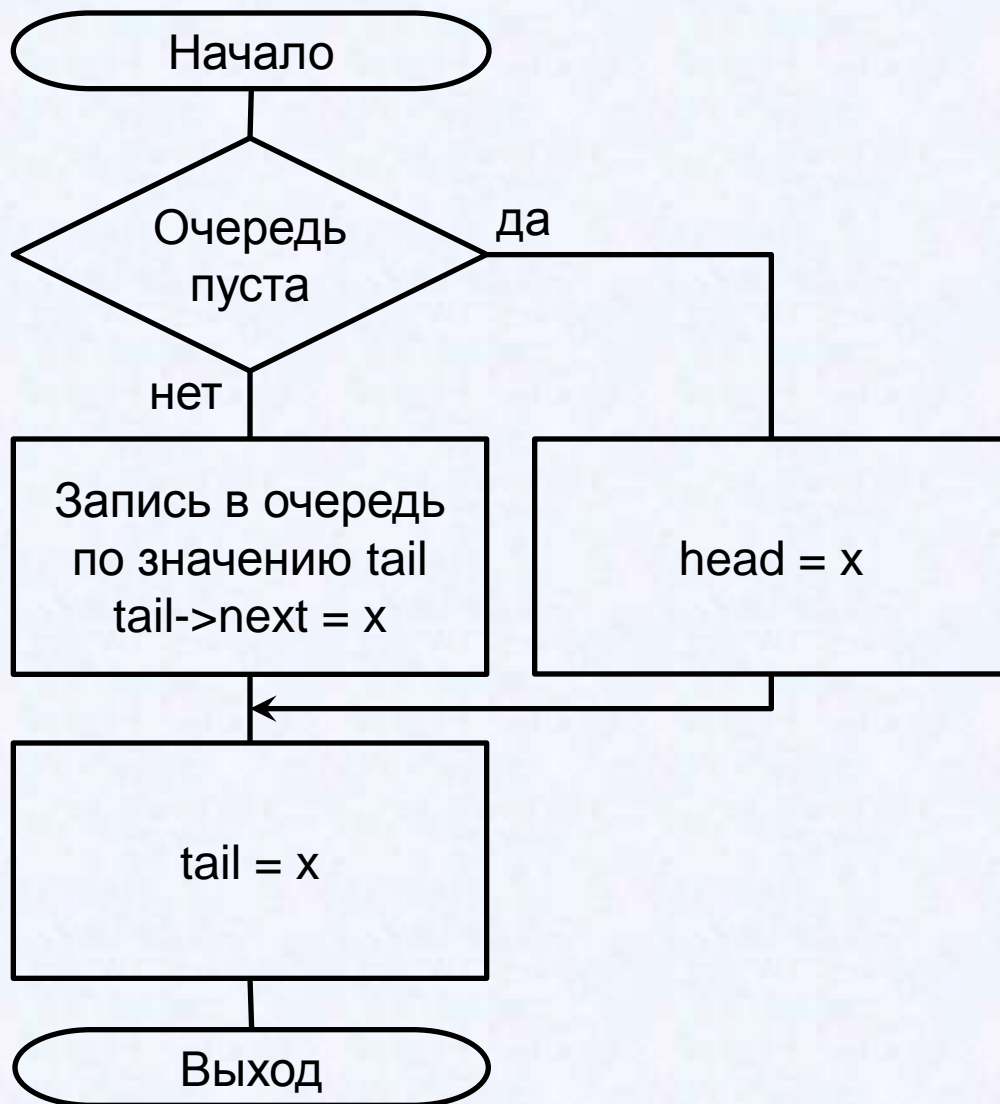 Начало
Очередь
пуста
да
нет
Запись в очередь
по значению tail
tail->next = x
head = x
tail = x
Выход